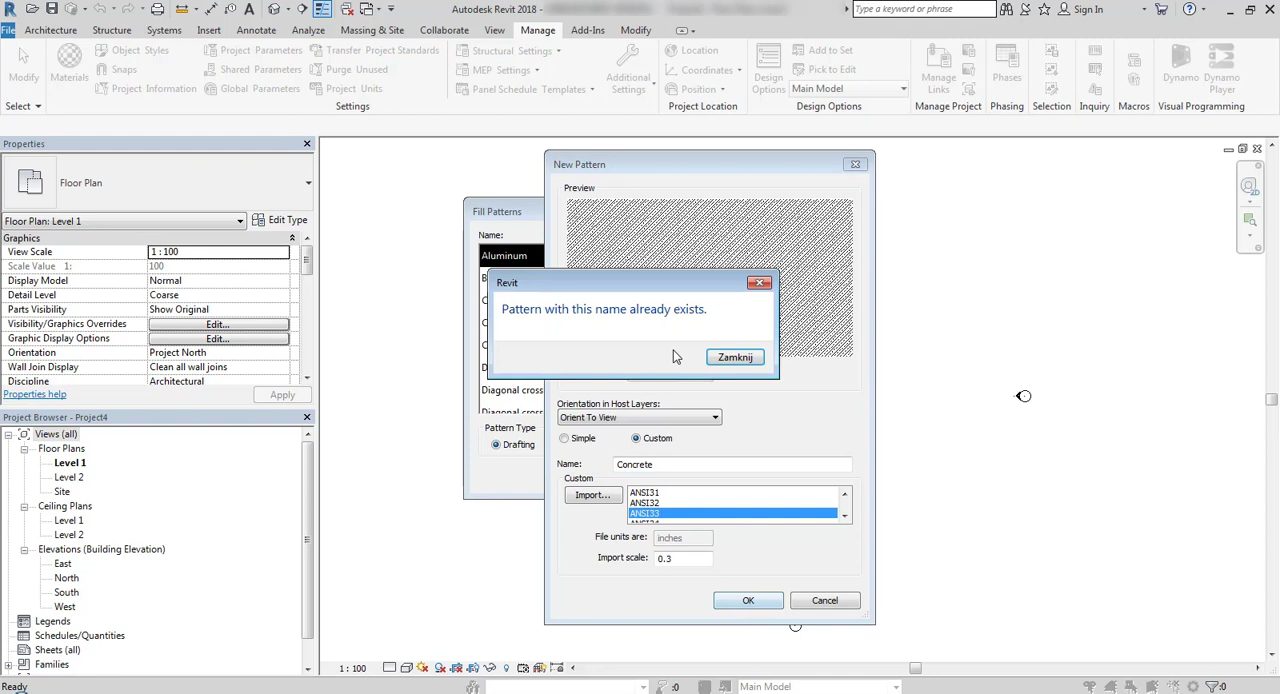 Autodesk Revit 2018 -
Type a keyword or phrase
Sign In
File Architecture Structure Systems Insert Annotate Analyze Massing & Site Collaborate View Manage Add-Ins Modify
Modify
Select
Materials
Object Styles
Snaps
Project Information
Project Parameters
Shared Parameters
Global Parameters
Transfer Project Standards
Purge Unused
Project Units
Settings
Structural Settings
MEP Settings
Panel Schedule Templates
Additional
Settings
Location
Coordinates
Position
Project Location
Design
Options
Add to Set
Pick to Edit
Main Model
Design Options
Manage
Links
Manage Project
Phases
Phasing
Selection
Inquiry
Macros
Dynamo
Dynamo
Player
Visual Programming
Properties
Floor Plan
Floor Plan: Level 1
Edit Type
Graphics
View Scale 1 : 100
Scale Value 1: 100
Display Model Normal
Detail Level Coarse
Parts Visibility Show Original
Visibility/Graphics Overrides Edit...
Graphic Display Options Edit...
Orientation Project North
Wall Join Display Clean all wall joins
Discipline Architectural
Properties help Apply
Project Browser - Project4
Views (all)
Floor Plans
Level 1
Level 2
Site
Ceiling Plans
Level 1
Level 2
Elevations (Building Elevation)
East
North
South
West
Legends
Schedules/Quantities
Sheets (all)
Families
Fill Patterns
Name:
Aluminum
Diagonal cross
Diagonal cross
Pattern Type
Drafting
New Pattern
Preview
Revit
Pattern with this name already exists.
Zamknij
Orientation in Host Layers:
Orient To View
Simple Custom
Name: Concrete
Custom
Import...
ANSI31
ANSI32
ANSI33
ANSI34
File units are: inches
Import scale: 0.3
OK Cancel
1 : 100
Ready
:0
Main Model
:0